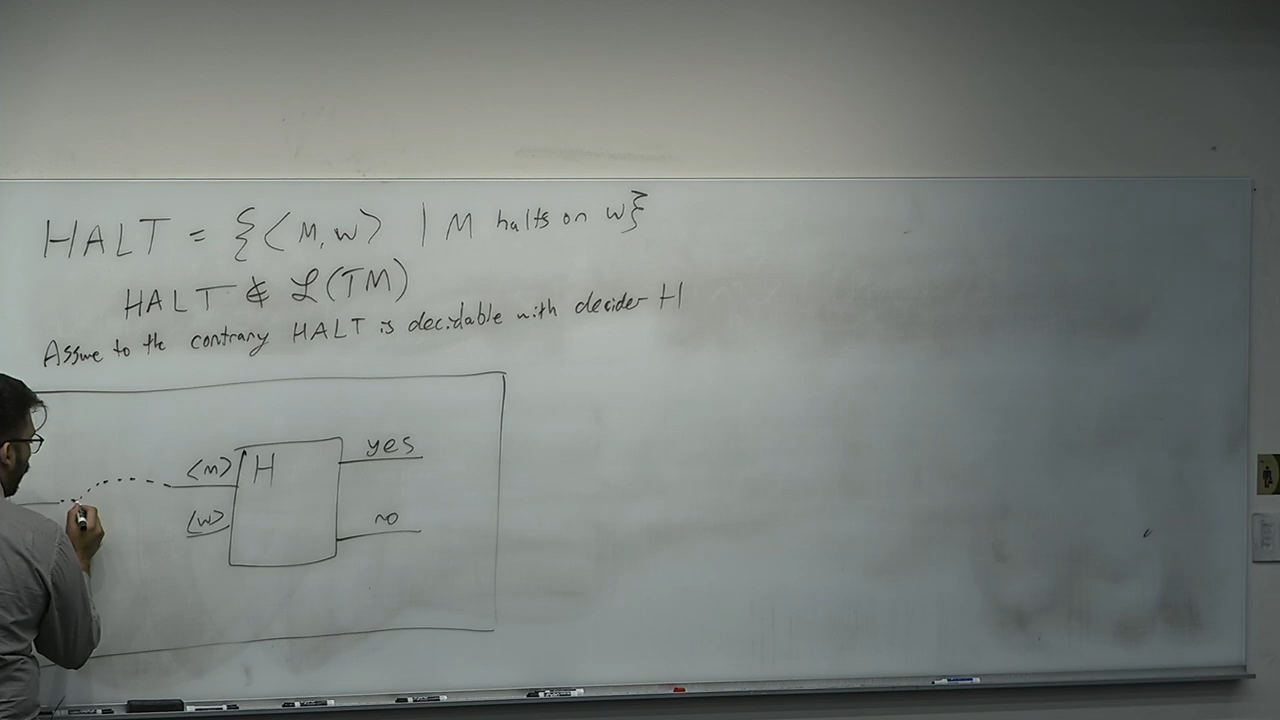 HALT = {⟨M,W⟩ | M halts on w}
HALT ∉ ℒ(TM)
Assume to the contrary HALT is decidable with decider H
⟨M⟩ H yes
⟨W⟩ no